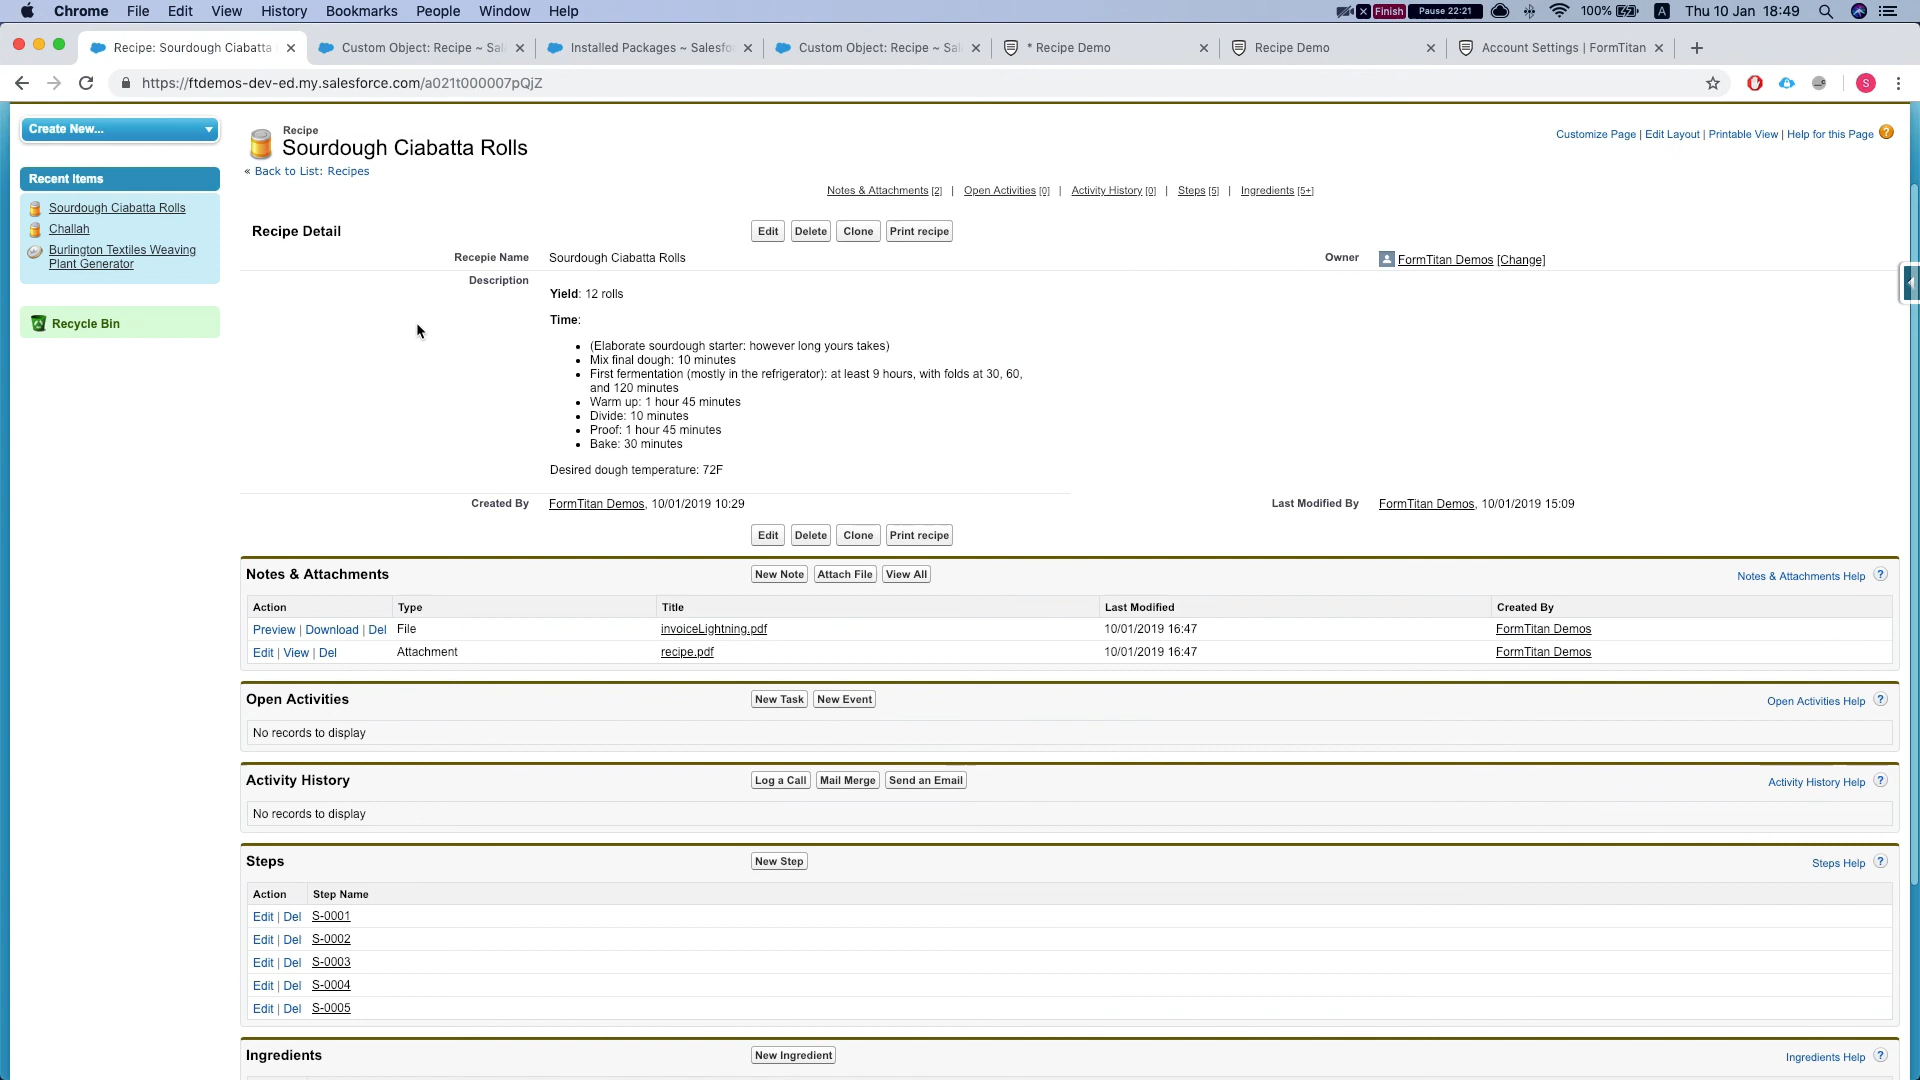 Chrome File Edit View History Bookmarks People Window Help
Finish Pause 22:21 100% A Thu 10 Jan 18:49
Recipe: Sourdough Ciabatta
Custom Object: Recipe ~ Sal
Installed Packages ~ Salesfo
Custom Object: Recipe ~ Sal
* Recipe Demo
Recipe Demo
Account Settings | FormTitan
https://ftdemos-dev-ed.my.salesforce.com/a021t000007pQjZ
S
Create New...
Recent Items
Sourdough Ciabatta Rolls
Challah
Burlington Textiles Weaving
Plant Generator
Recycle Bin
Recipe
Sourdough Ciabatta Rolls
« Back to List: Recipes
Customize Page | Edit Layout | Printable View | Help for this Page ?
Notes & Attachments [2] | Open Activities [0] | Activity History [0] | Steps [5] | Ingredients [5+]
Recipe Detail
Edit Delete Clone Print recipe
Recepie Name Sourdough Ciabatta Rolls
Owner FormTitan Demos [Change]
Description
Yield: 12 rolls
Time:
• (Elaborate sourdough starter: however long yours takes)
• Mix final dough: 10 minutes
• First fermentation (mostly in the refrigerator): at least 9 hours, with folds at 30, 60,
and 120 minutes
• Warm up: 1 hour 45 minutes
• Divide: 10 minutes
• Proof: 1 hour 45 minutes
• Bake: 30 minutes
Desired dough temperature: 72F
Created By FormTitan Demos, 10/01/2019 10:29
Last Modified By FormTitan Demos, 10/01/2019 15:09
Edit Delete Clone Print recipe
Notes & Attachments
New Note Attach File View All
Notes & Attachments Help ?
Action Type Title Last Modified Created By
Preview | Download | Del File invoiceLightning.pdf 10/01/2019 16:47 FormTitan Demos
Edit | View | Del Attachment recipe.pdf 10/01/2019 16:47 FormTitan Demos
Open Activities
New Task New Event
Open Activities Help ?
No records to display
Activity History
Log a Call Mail Merge Send an Email
Activity History Help ?
No records to display
Steps
New Step
Steps Help ?
Action Step Name
Edit | Del S-0001
Edit | Del S-0002
Edit | Del S-0003
Edit | Del S-0004
Edit | Del S-0005
Ingredients
New Ingredient
Ingredients Help ?